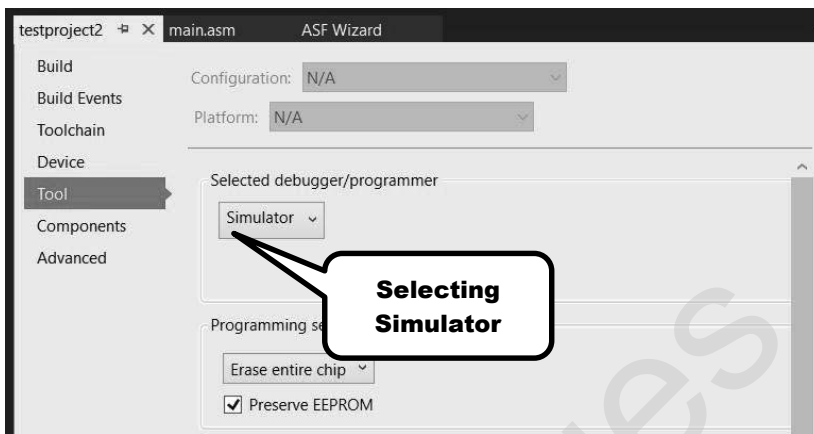 testproject2 main.asm ASF Wizard
Build
Build Events
Toolchain
Device
Tool
Components
Advanced
Configuration: N/A
Platform: N/A
Selected debugger/programmer
Simulator
Selecting
Simulator
Programming se
Erase entire chip
Preserve EEPROM